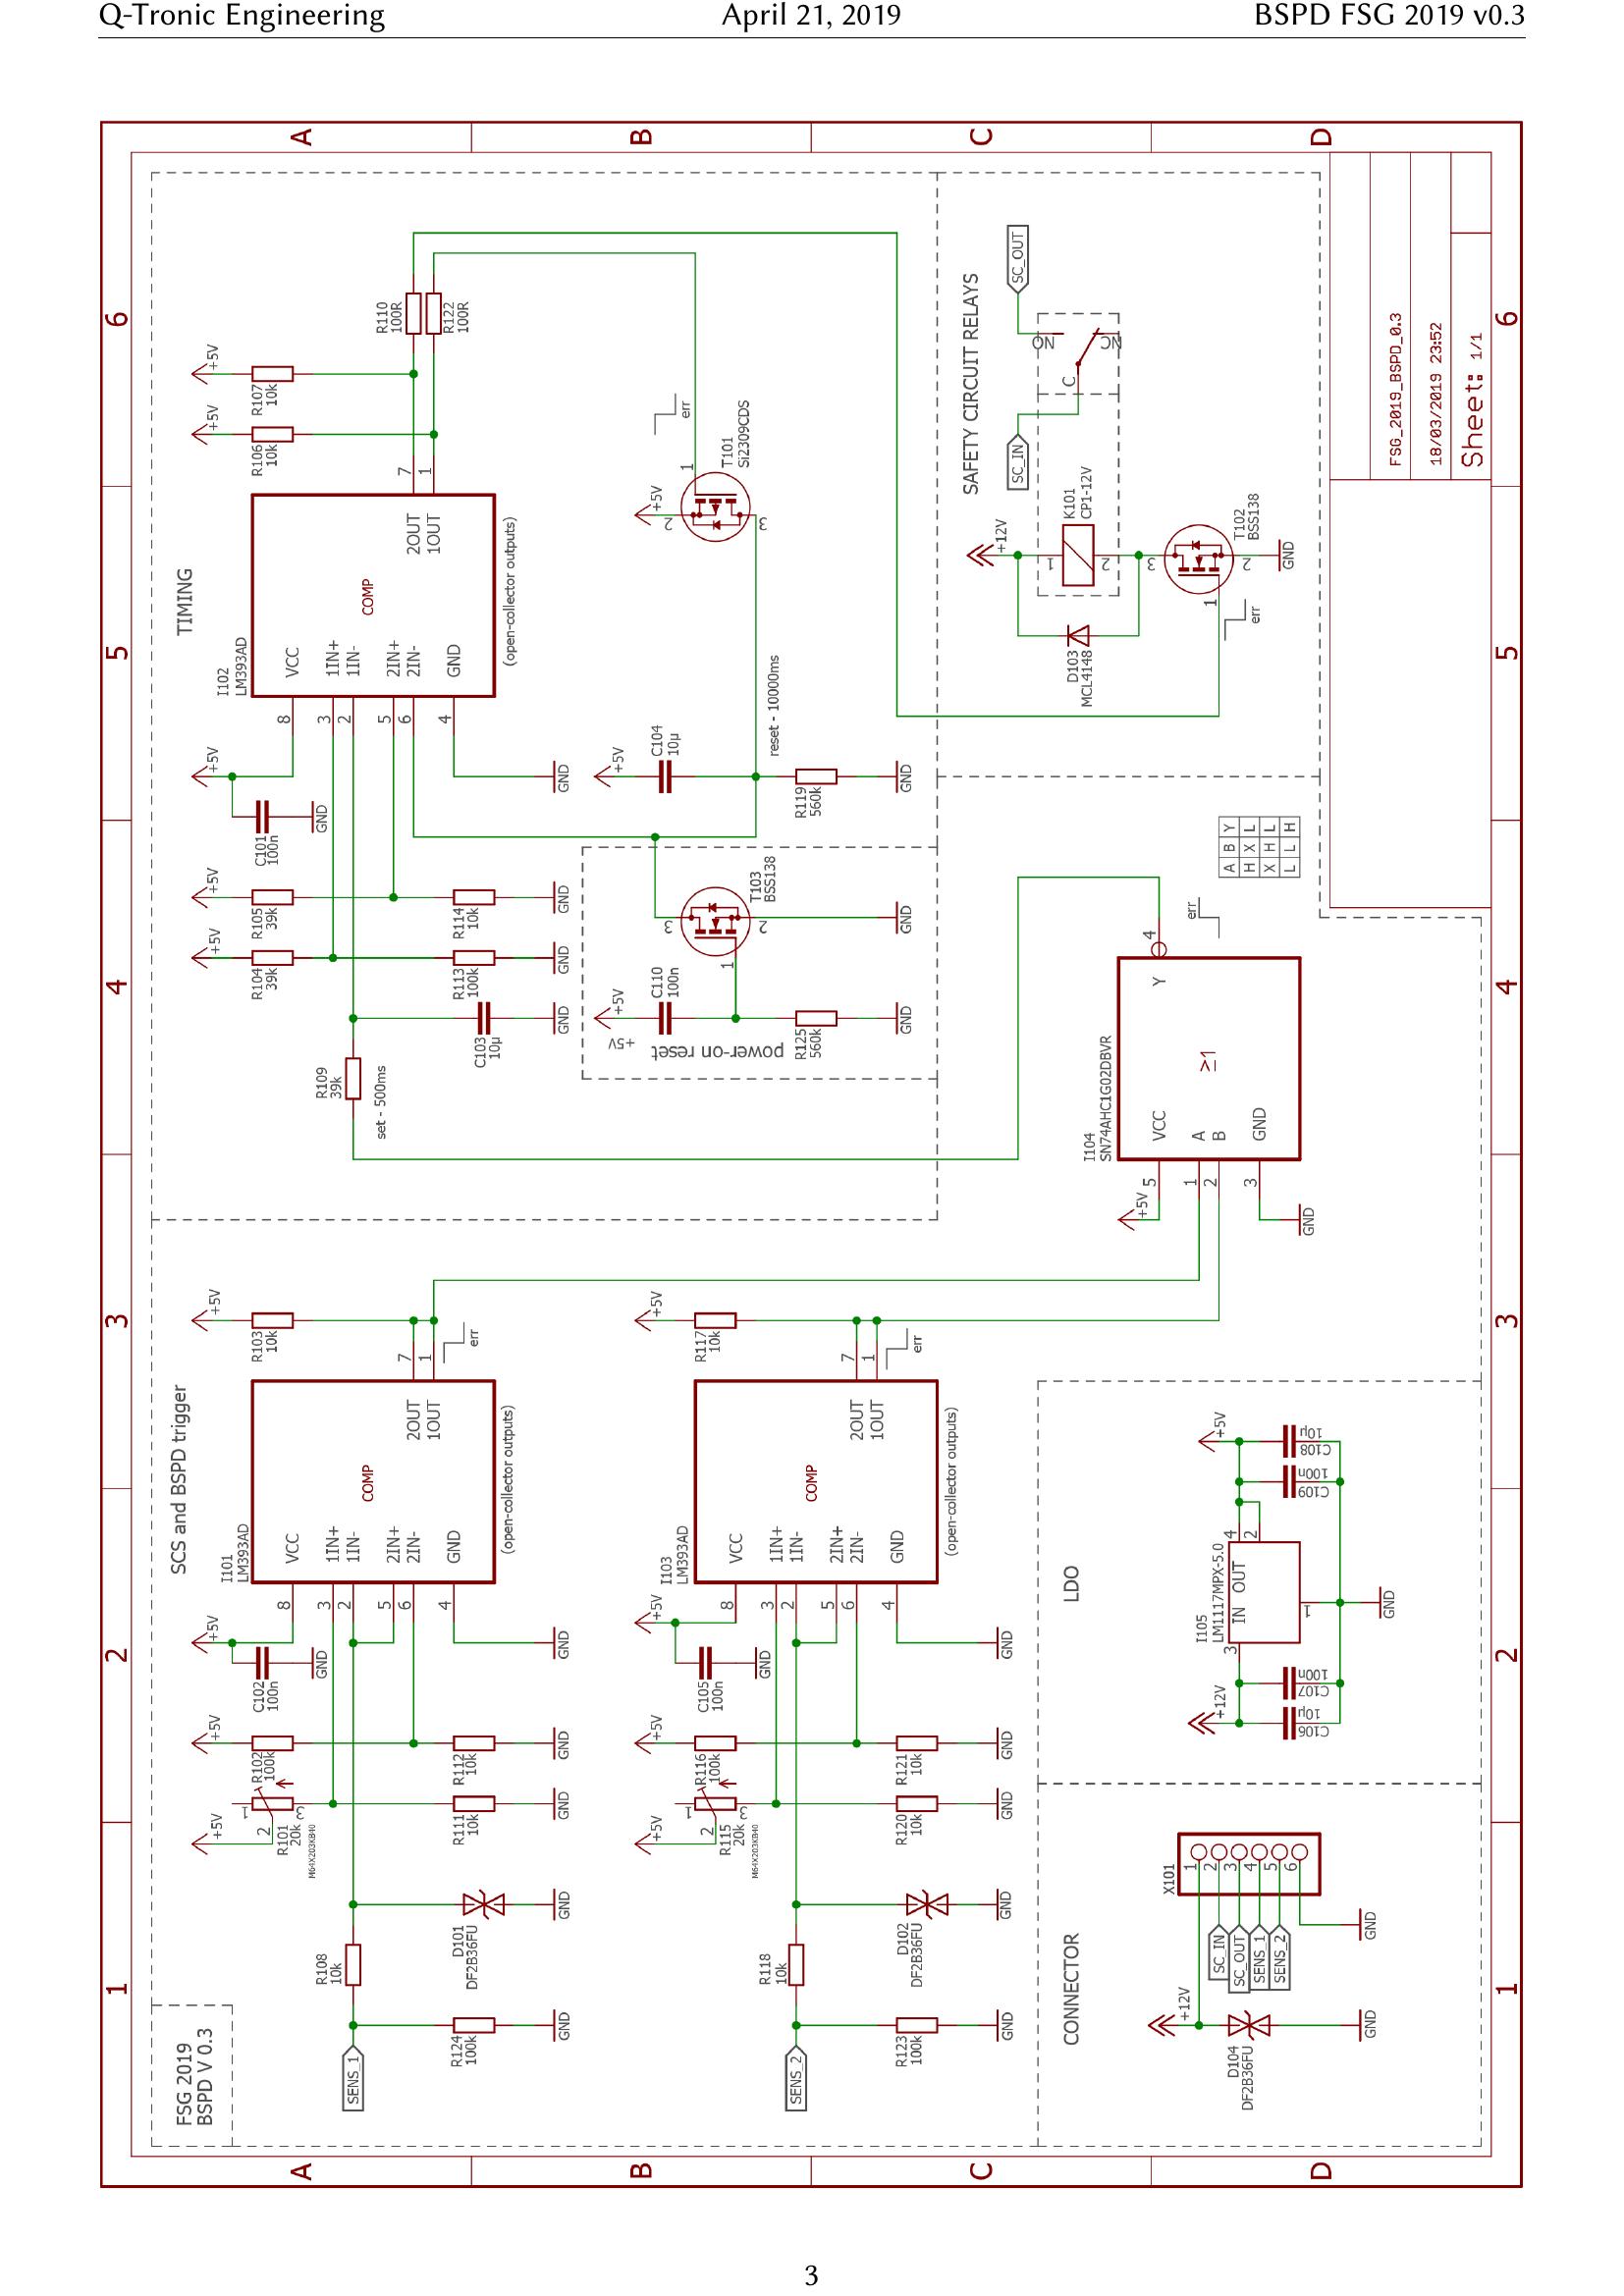 Q-Tronic Engineering April 21, 2019 BSPD FSG 2019 v0.3
FSG 2019
BSPD V 0.3
SCS and BSPD trigger
SENS_1
R124
100k
GND
R108
10k
D101
DF2B36FU
GND
+5V
R101
20k
M64X203KB40
1
2
3
R111
10k
GND
+5V
R102
100k
R112
10k
GND
+5V
C102
100n
GND
GND
I101
LM393AD
8 VCC
3 1IN+
2 1IN-
5 2IN+
6 2IN-
4 GND
COMP
2OUT 7
1OUT 1
(open-collector outputs)
+5V
R103
10k
err
SENS_2
R123
100k
GND
R118
10k
D102
DF2B36FU
GND
+5V
R115
20k
M64X203KB40
1
2
3
R120
10k
GND
+5V
R116
100k
R121
10k
GND
+5V
C105
100n
GND
GND
I103
LM393AD
8 VCC
3 1IN+
2 1IN-
5 2IN+
6 2IN-
4 GND
COMP
2OUT 7
1OUT 1
(open-collector outputs)
+5V
R117
10k
err
TIMING
R109
39k
set - 500ms
C103
10µ
GND
+5V
R104
39k
R113
100k
GND
+5V
R105
39k
R114
10k
GND
+5V
C101
100n
GND
GND
I102
LM393AD
8 VCC
3 1IN+
2 1IN-
5 2IN+
6 2IN-
4 GND
COMP
2OUT 7
1OUT 1
(open-collector outputs)
+5V
R106
10k
+5V
R107
10k
R110
100R
R122
100R
power-on reset
+5V
+5V
C110
100n
R125
560k
GND
T103
BSS138
1
2
3
GND
+5V
C104
10µ
reset - 10000ms
R119
560k
GND
+5V
T101
Si2309CDS
1
2
3
err
SAFETY CIRCUIT RELAYS
+12V
D103
MCL4148
K101
CP1-12V
1
2
SC_IN
C
NO
NC
SC_OUT
T102
BSS138
1
2
3
GND
err
I104
SN74AHC1G02DBVR
+5V
5 VCC
1 A
2 B
3 GND
GND
≥1
Y 4
err
A B Y
H X L
X H L
L L H
CONNECTOR
+12V
D104
DF2B36FU
GND
X101
1
2
3
4
5
6
SC_IN
SC_OUT
SENS_1
SENS_2
GND
LDO
+12V
C106
10µ
C107
100n
I105
LM1117MPX-5.0
3 IN OUT 4
2
1
GND
C109
100n
C108
10µ
+5V
FSG_2019_BSPD_0.3
18/03/2019 23:52
Sheet: 1/1
1 2 3 4 5 6
1 2 3 4 5 6
A B C D
A B C D
3